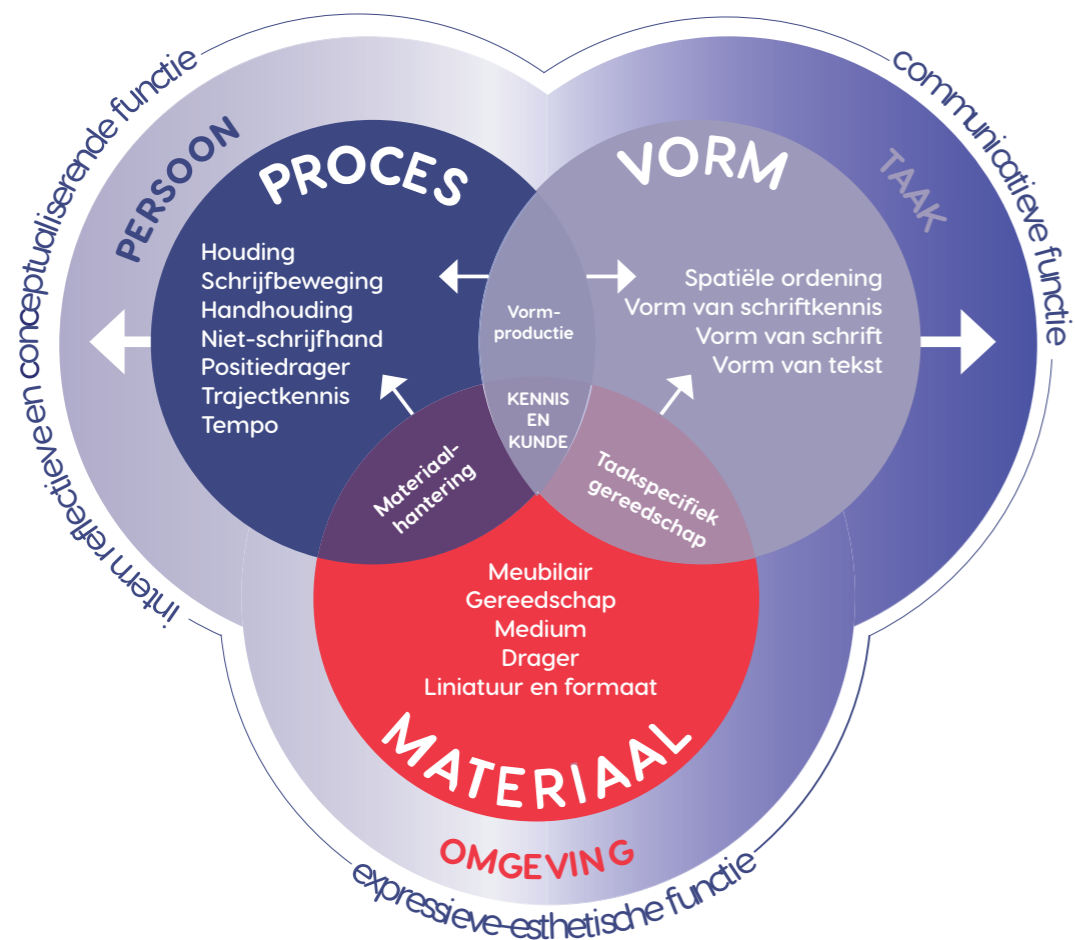 intern reflectieve en conceptualiserende functie
communicatieve functie
PERSOON
TAAK
PROCES
VORM
Houding
Schrijfbeweging
Handhouding
Niet-schrijfhand
Positiedrager
Trajectkennis
Tempo
Vorm-
productie
Spatiële ordening
Vorm van schriftkennis
Vorm van schrift
Vorm van tekst
KENNIS
EN
KUNDE
Materiaal-
hantering
Taakspecifiek
gereedschap
Meubilair
Gereedschap
Medium
Drager
Liniatuur en formaat
MATERIAAL
OMGEVING
expressieve-esthetische functie